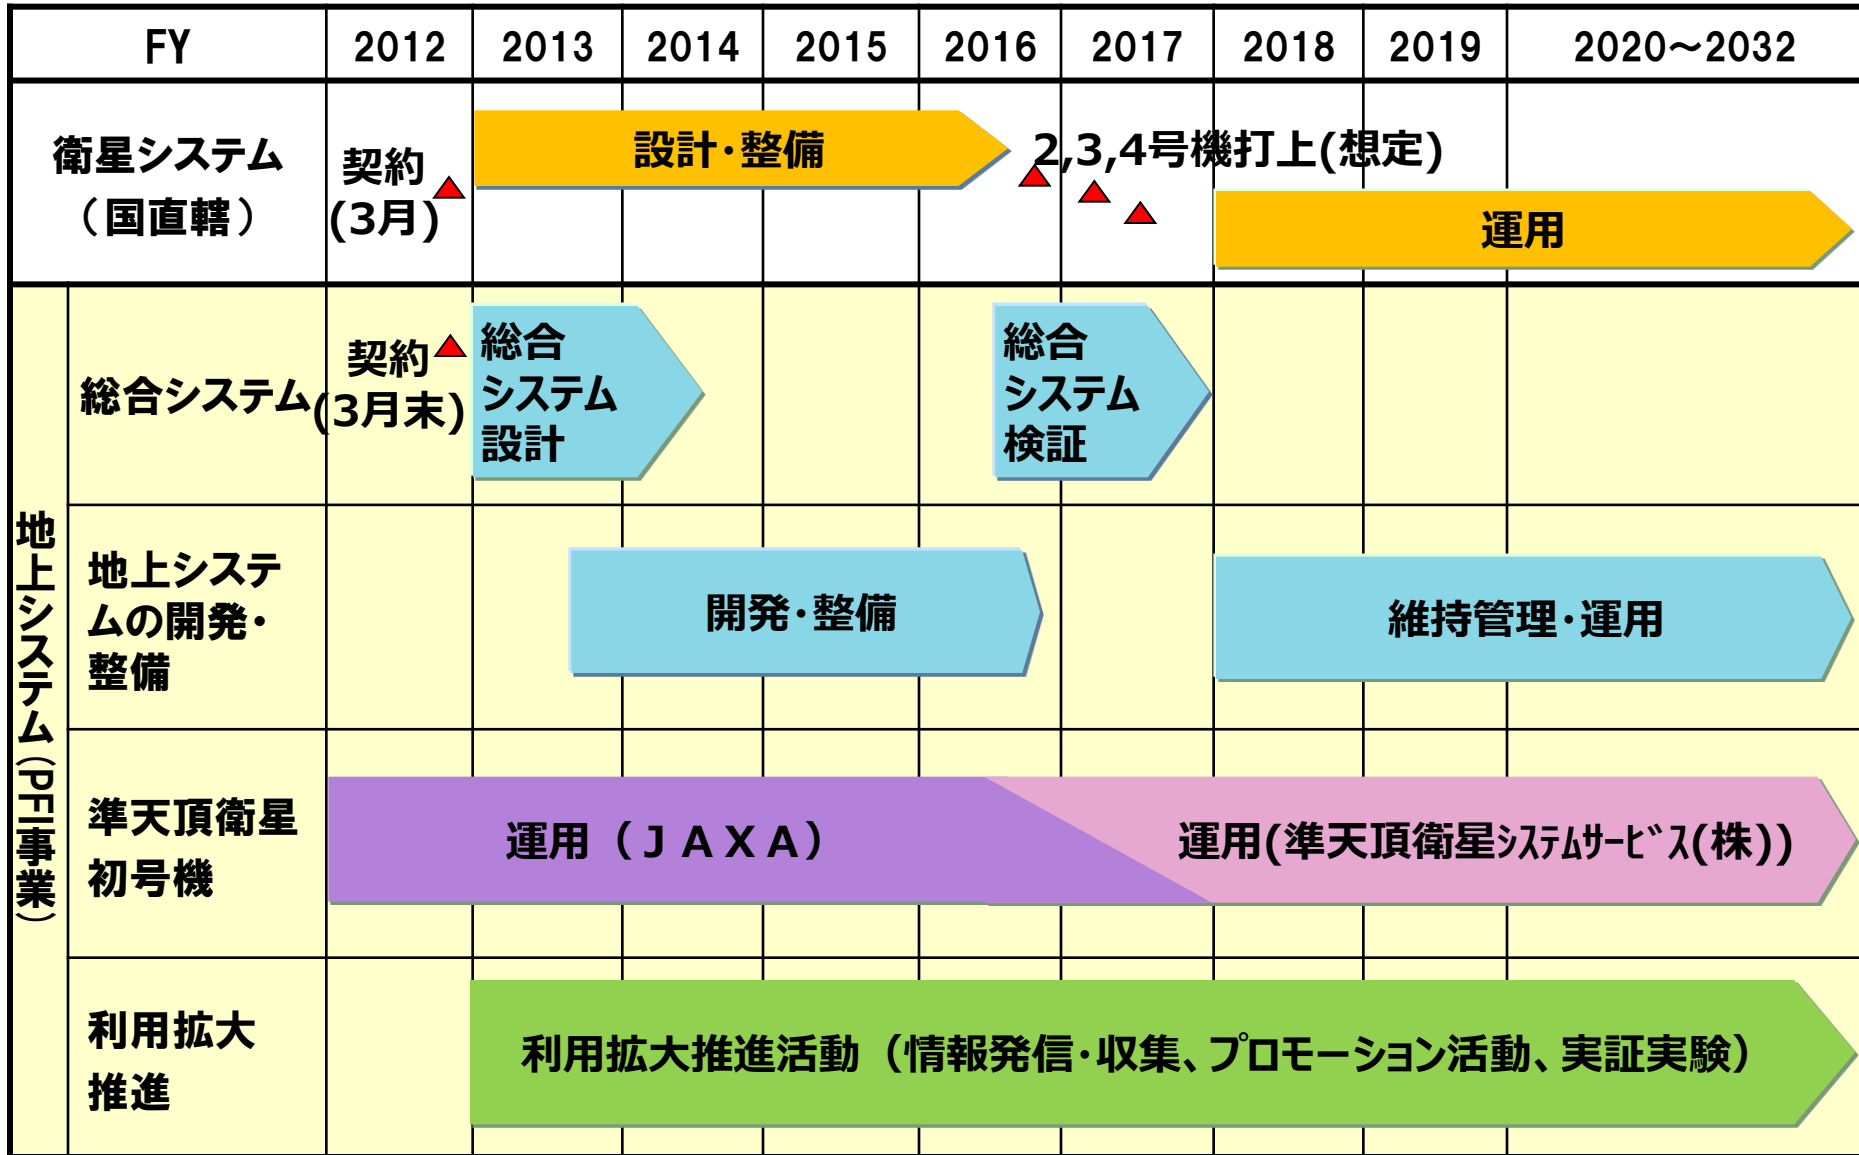 FY 2012 2013 2014 2015 2016 2017 2018 2019 2020～2032
衛星システム
（国直轄）
契約
(3月)
設計・整備
2,3,4号機打上(想定)
運用
地上システム(PFI事業)
総合システム
契約
(3月末)
総合
システム
設計
総合
システム
検証
地上システ
ムの開発・
整備
開発・整備
維持管理・運用
準天頂衛星
初号機
運用（ＪＡＸＡ）
運用(準天頂衛星ｼｽﾃﾑｻｰﾋﾞｽ(株))
利用拡大
推進
利用拡大推進活動（情報発信・収集、プロモーション活動、実証実験）